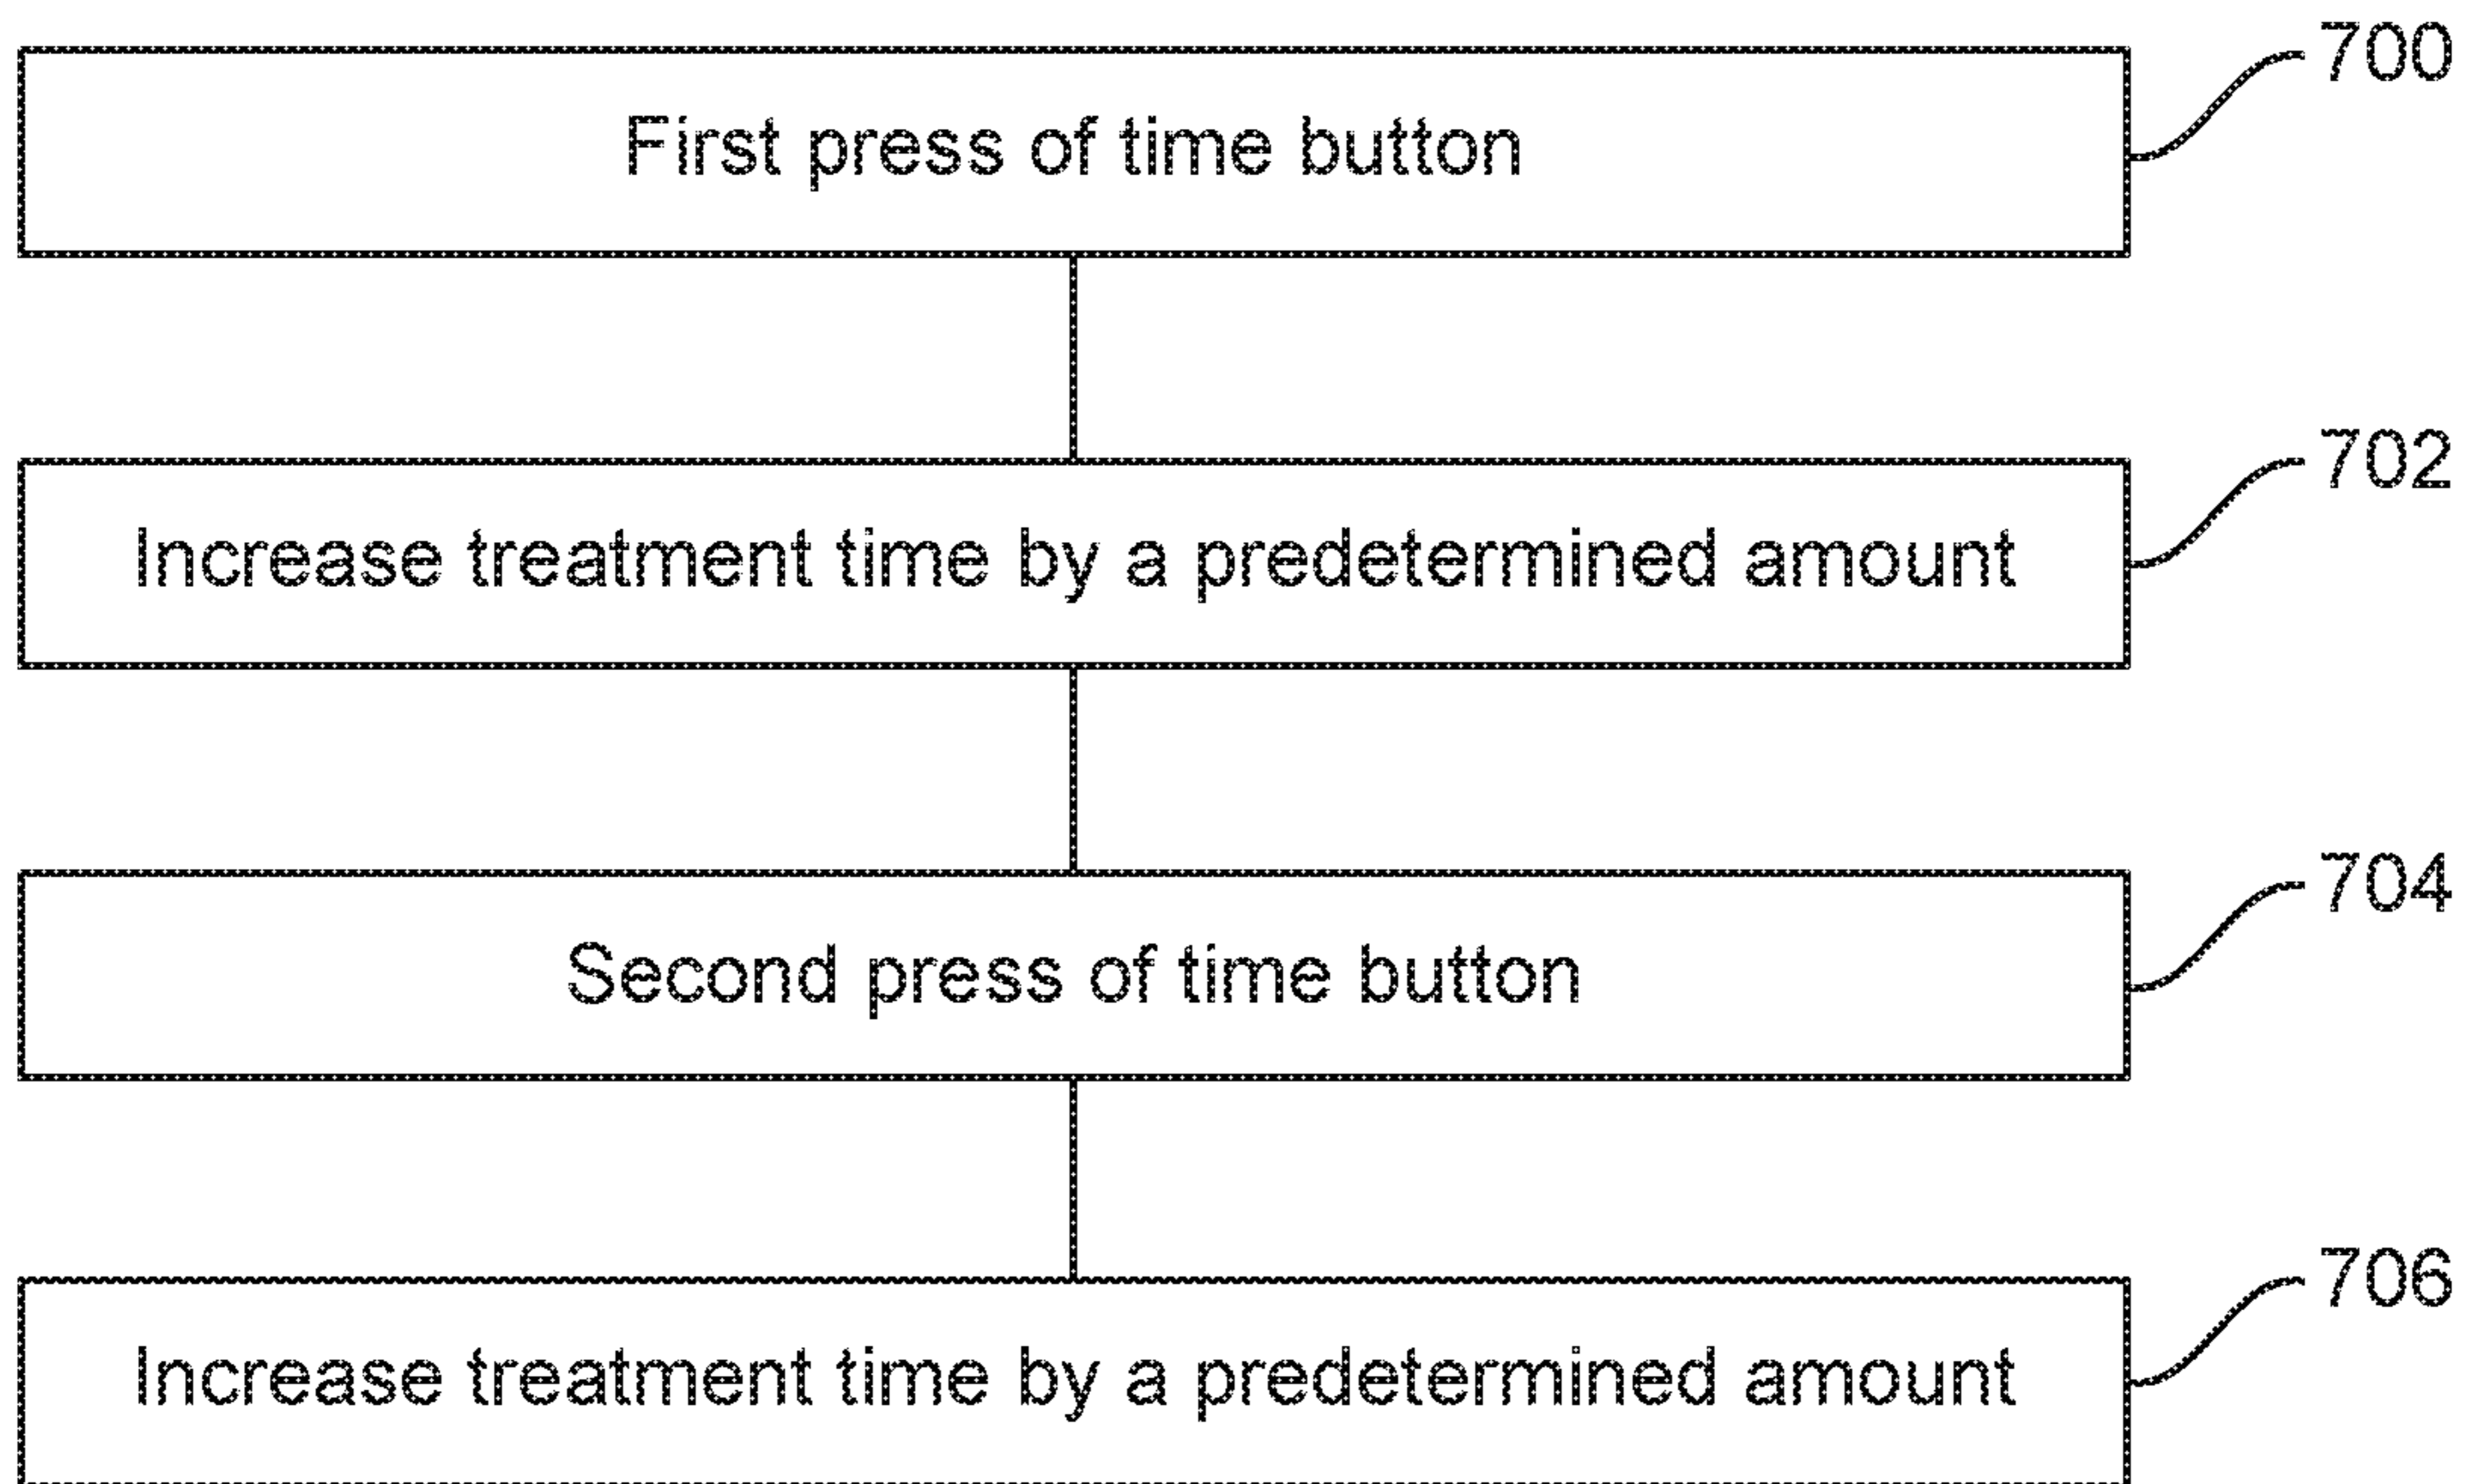 700
First press of time button
702
Increase treatment time by a predetermined amount
704
Second press of time button
706
Increase treatment time by a predetermined amount